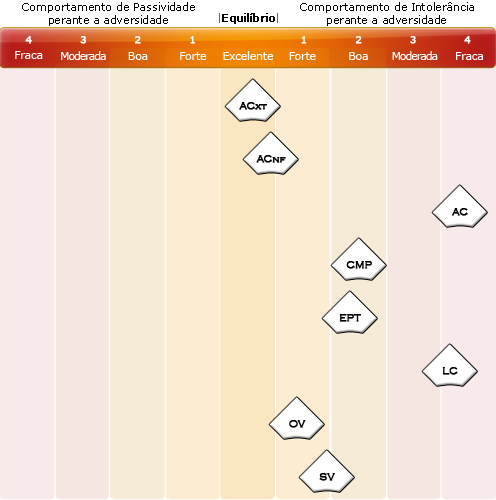 Comportamento de Passividade
perante a adversidade
|Equilíbrio|
Comportamento de Intolerância
perante a adversidade
4 3 2 1 1 2 3 4
Fraca Moderada Boa Forte Excelente Forte Boa Moderada Fraca
ACXT
ACNF
AC
CMP
EPT
LC
OV
SV